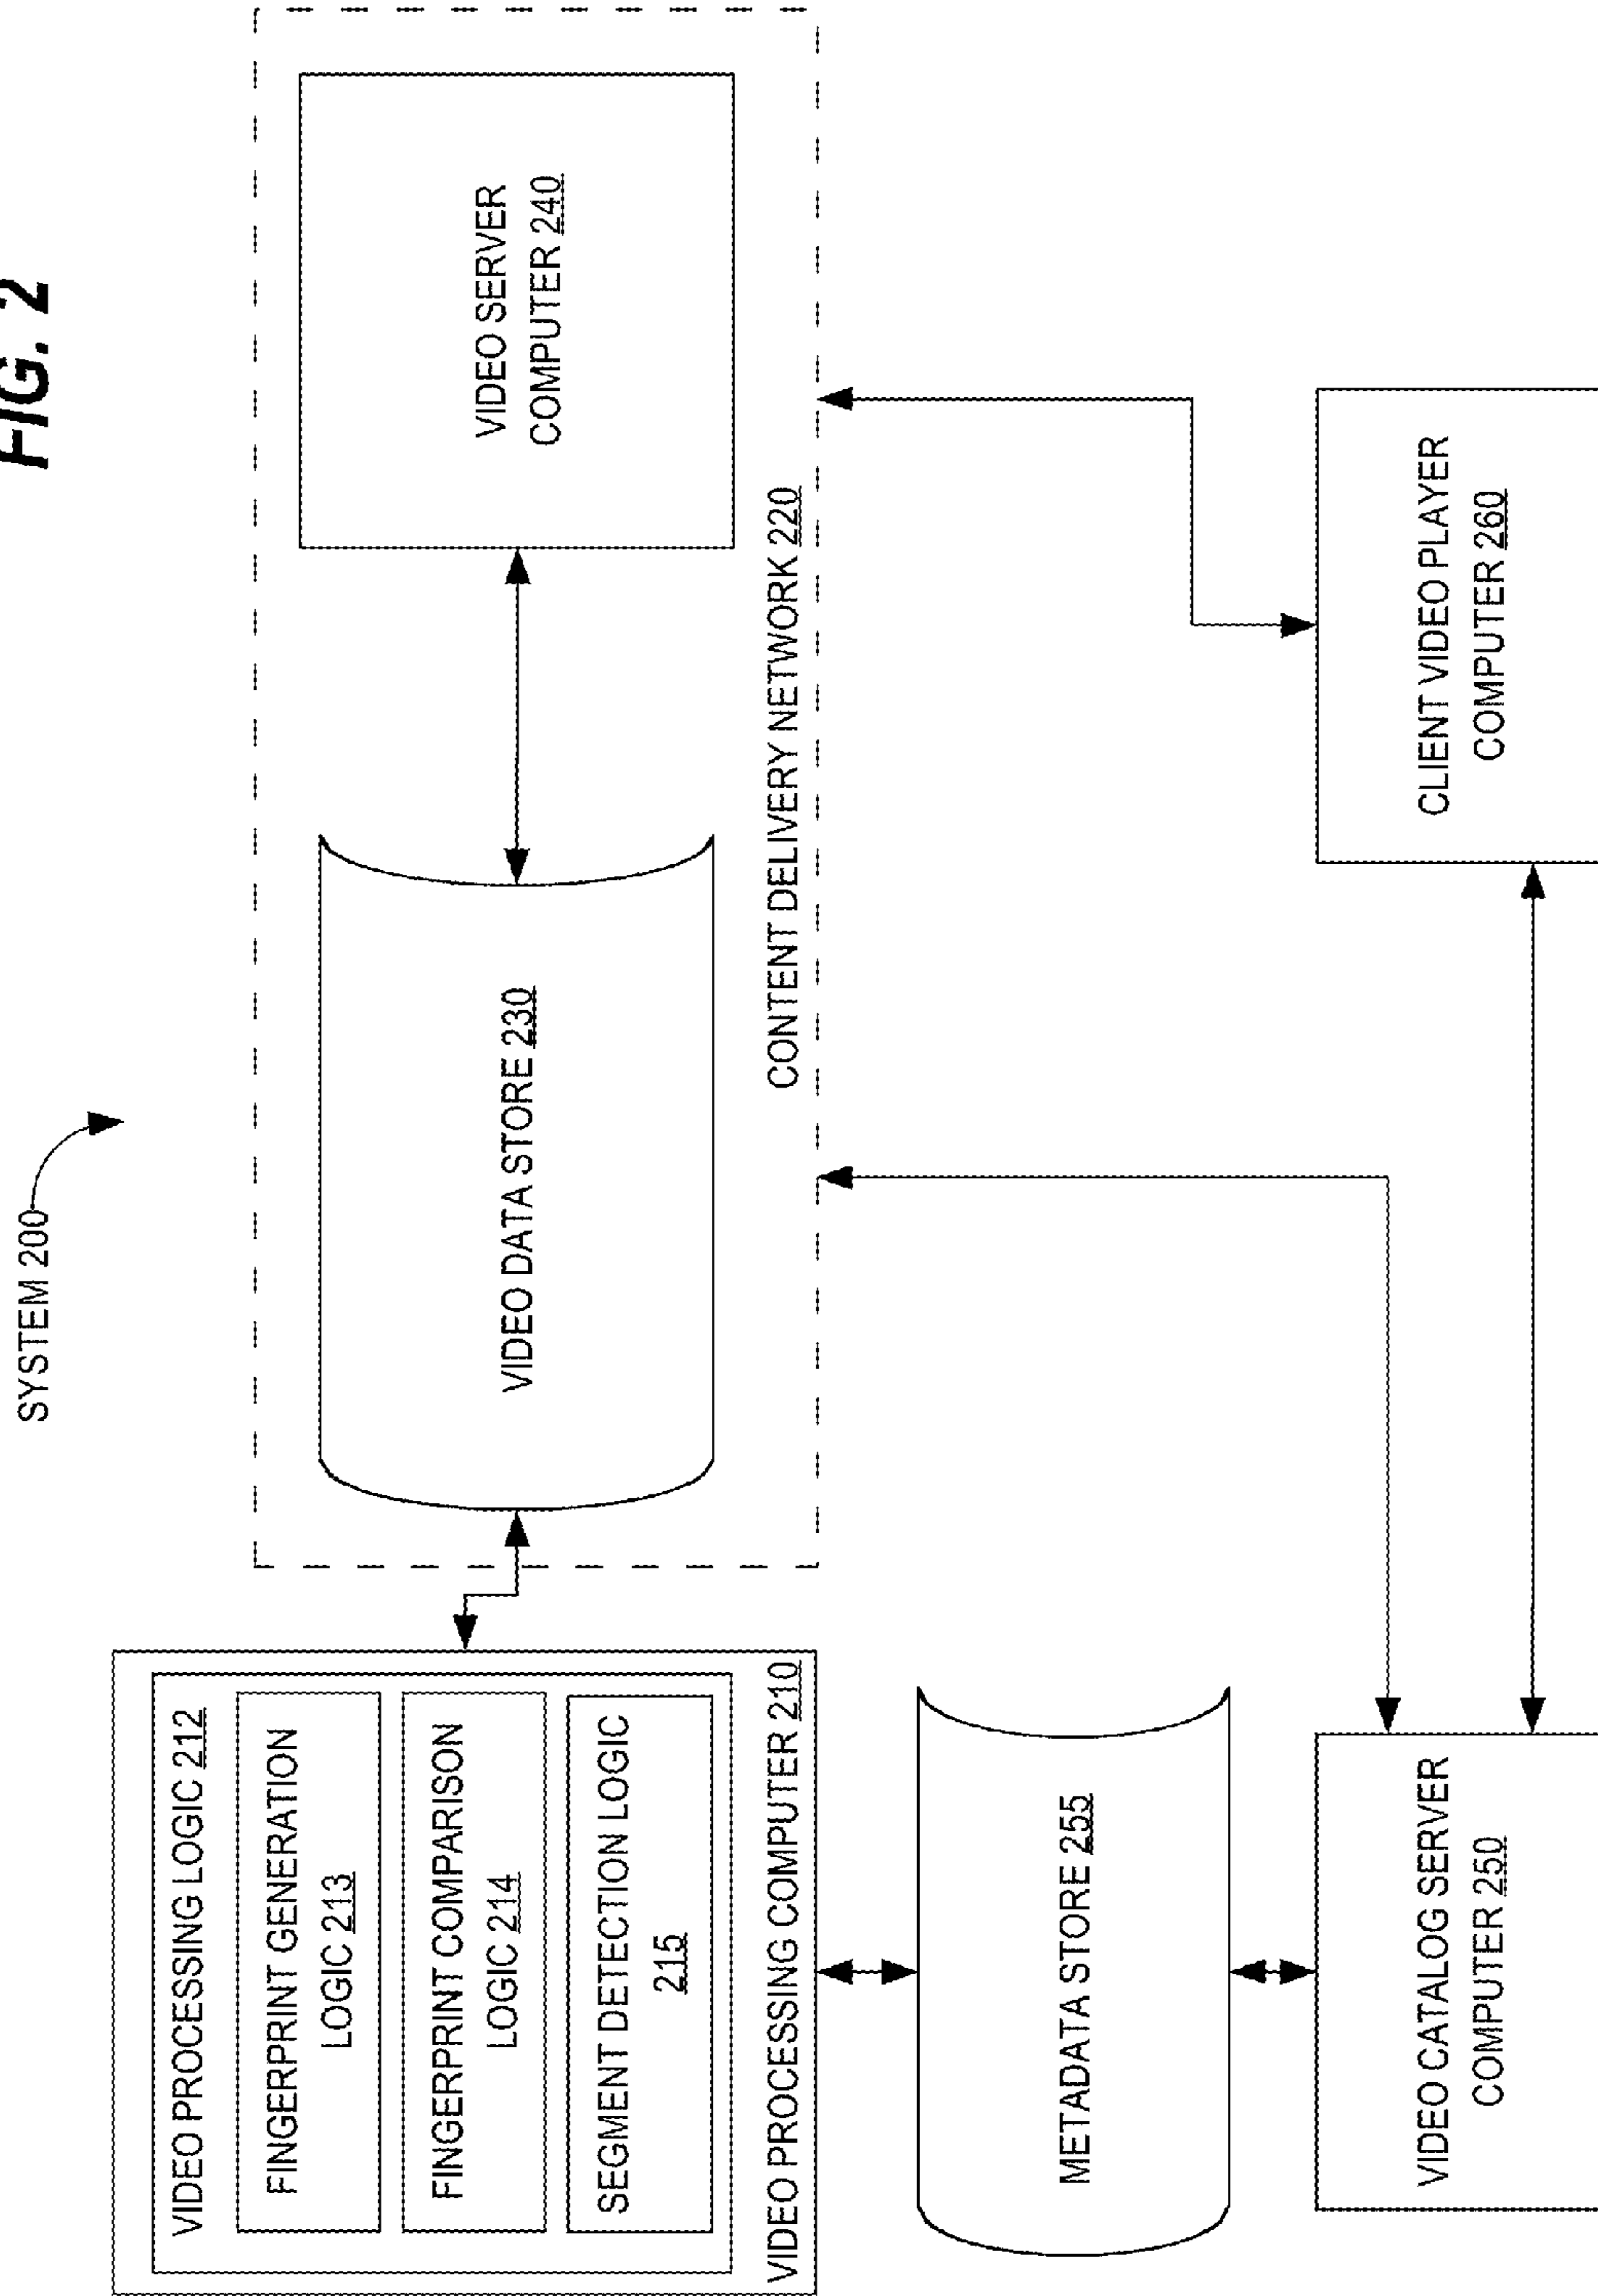 FIG. 2
SYSTEM 200
VIDEO PROCESSING LOGIC 212
FINGERPRINT GENERATION
LOGIC 213
FINGERPRINT COMPARISON
LOGIC 214
SEGMENT DETECTION LOGIC
215
VIDEO PROCESSING COMPUTER 210
VIDEO DATA STORE 230
VIDEO SERVER
COMPUTER 240
CONTENT DELIVERY NETWORK 220
METADATA STORE 255
VIDEO CATALOG SERVER
COMPUTER 250
CLIENT VIDEO PLAYER
COMPUTER 260